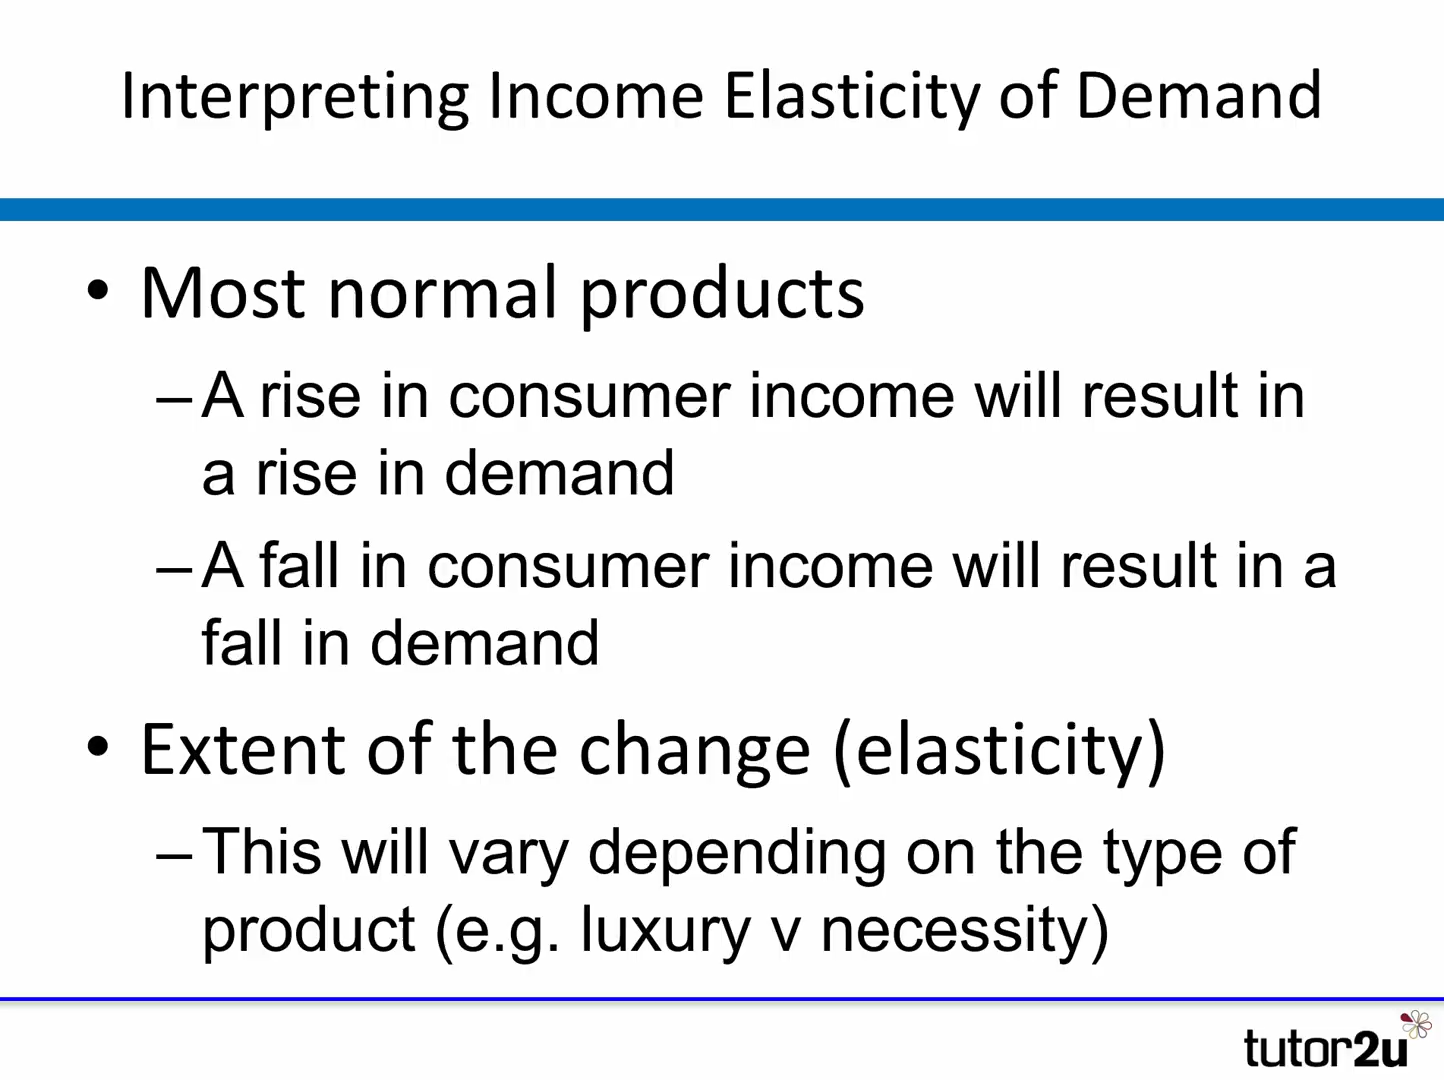 Interpreting Income Elasticity of Demand
• Most normal products
–A rise in consumer income will result in
a rise in demand
–A fall in consumer income will result in a
fall in demand
• Extent of the change (elasticity)
–This will vary depending on the type of
product (e.g. luxury v necessity)
tutor2u